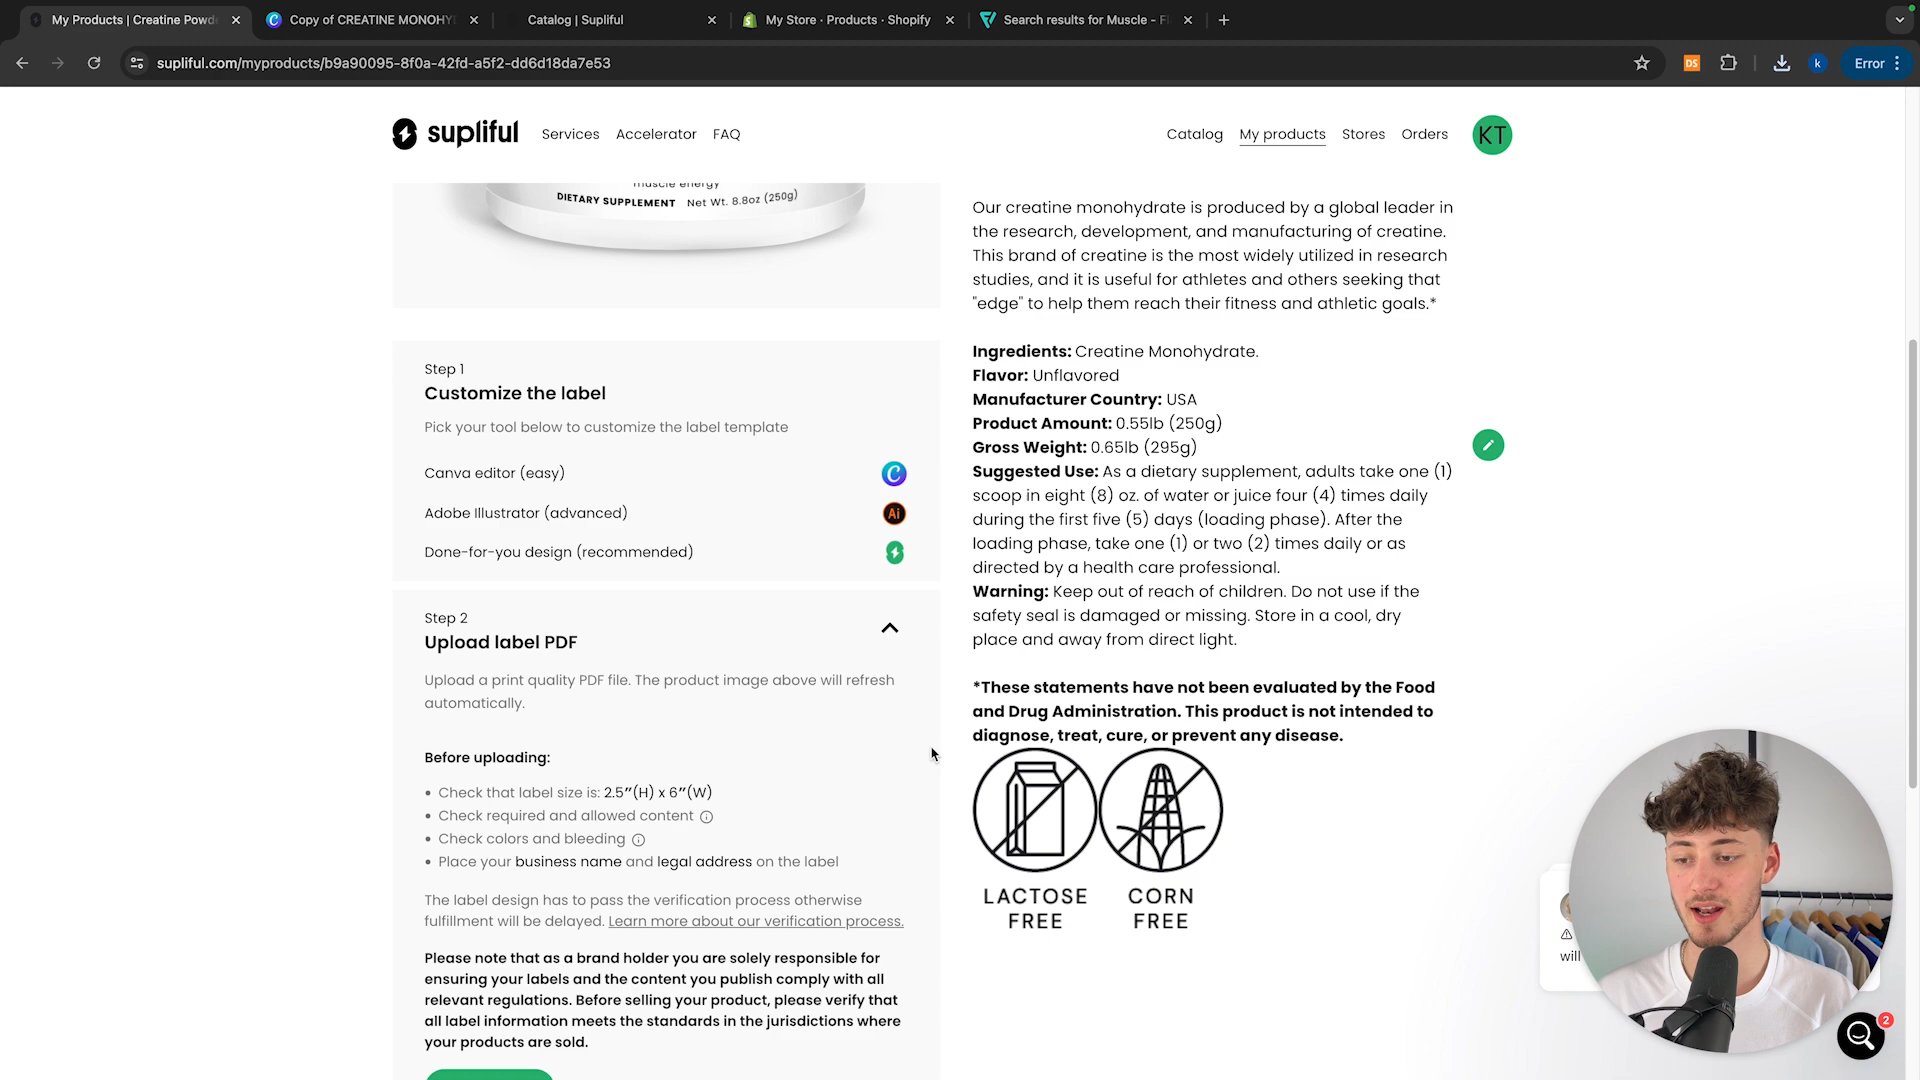 My Products | Creatine Powd
Copy of CREATINE MONOHY
Catalog | Supliful
My Store · Products · Shopify
Search results for Muscle - Fi
supliful.com/myproducts/b9a90095-8f0a-42fd-a5f2-dd6d18da7e53
DS
k
Error
supliful
Services
Accelerator
FAQ
Catalog
My products
Stores
Orders
KT
muscle energy
DIETARY SUPPLEMENT Net Wt. 8.8oz (250g)
Our creatine monohydrate is produced by a global leader in
the research, development, and manufacturing of creatine.
This brand of creatine is the most widely utilized in research
studies, and it is useful for athletes and others seeking that
"edge" to help them reach their fitness and athletic goals.*
Ingredients: Creatine Monohydrate.
Flavor: Unflavored
Manufacturer Country: USA
Product Amount: 0.55lb (250g)
Gross Weight: 0.65lb (295g)
Suggested Use: As a dietary supplement, adults take one (1)
scoop in eight (8) oz. of water or juice four (4) times daily
during the first five (5) days (loading phase). After the
loading phase, take one (1) or two (2) times daily or as
directed by a health care professional.
Warning: Keep out of reach of children. Do not use if the
safety seal is damaged or missing. Store in a cool, dry
place and away from direct light.
*These statements have not been evaluated by the Food
and Drug Administration. This product is not intended to
diagnose, treat, cure, or prevent any disease.
LACTOSE
FREE
CORN
FREE
Step 1
Customize the label
Pick your tool below to customize the label template
Canva editor (easy)
C
Adobe Illustrator (advanced)
Ai
Done-for-you design (recommended)
Step 2
Upload label PDF
Upload a print quality PDF file. The product image above will refresh
automatically.
Before uploading:
• Check that label size is: 2.5″(H) x 6″(W)
• Check required and allowed content
• Check colors and bleeding
• Place your business name and legal address on the label
The label design has to pass the verification process otherwise
fulfillment will be delayed. Learn more about our verification process.
Please note that as a brand holder you are solely responsible for
ensuring your labels and the content you publish comply with all
relevant regulations. Before selling your product, please verify that
all label information meets the standards in the jurisdictions where
your products are sold.
will
2